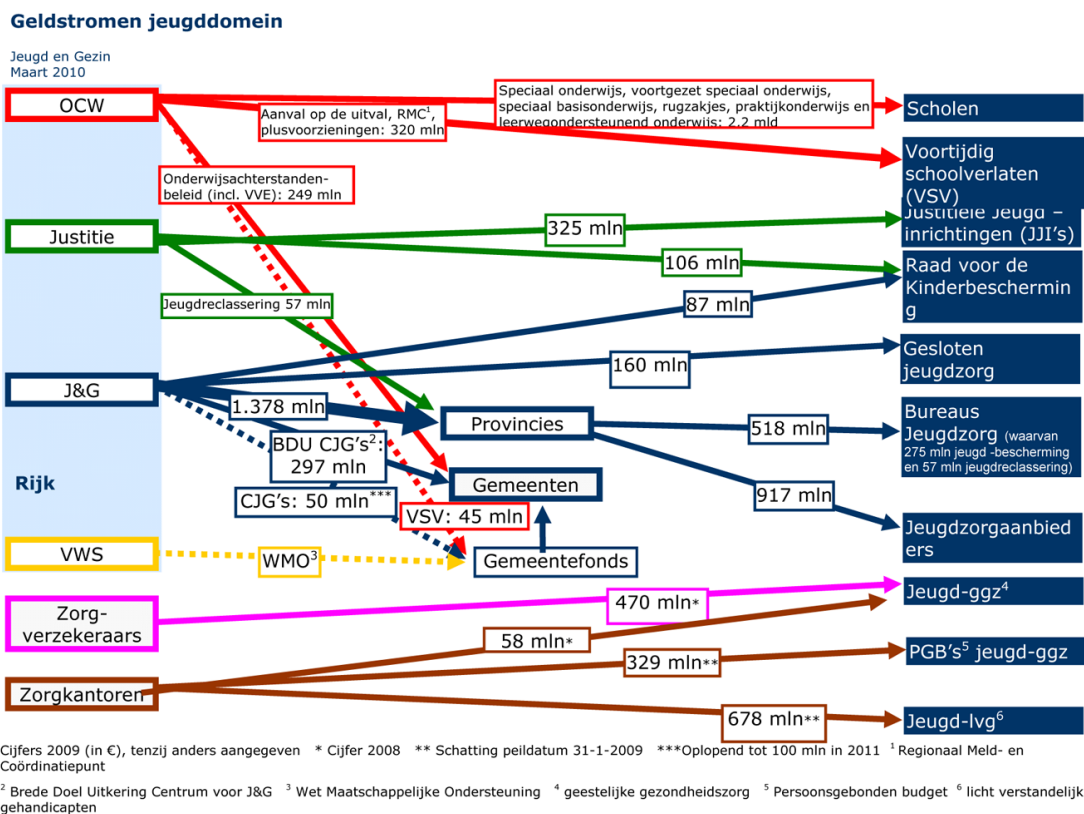 Geldstromen jeugddomein
Jeugd en Gezin
Maart 2010
OCW
Aanval op de uitval, RMC¹,
plusvoorzieningen: 320 mln
Speciaal onderwijs, voortgezet speciaal onderwijs,
speciaal basisonderwijs, rugzakjes, praktijkonderwijs en
leerwegondersteunend onderwijs: 2,2 mld
Scholen
Voortijdig
schoolverlaten
(VSV)
Onderwijsachterstanden-
beleid (incl. VVE): 249 mln
Justitie
325 mln
Justitiële Jeugd –
inrichtingen (JJI's)
106 mln
Raad voor de
Kinderbeschermin
g
Jeugdreclassering 57 mln
87 mln
J&G
160 mln
Gesloten
jeugdzorg
1.378 mln
Provincies
518 mln
Bureaus
Jeugdzorg (waarvan
275 mln jeugd -bescherming
en 57 mln jeugdreclassering)
BDU CJG's²:
297 mln
Rijk
Gemeenten
917 mln
CJG's: 50 mln***
VSV: 45 mln
Jeugdzorgaanbied
ers
VWS
WMO³
Gemeentefonds
Zorg-
verzekeraars
470 mln*
Jeugd-ggz⁴
58 mln*
329 mln**
PGB's⁵ jeugd-ggz
Zorgkantoren
678 mln**
Jeugd-lvg⁶
Cijfers 2009 (in €), tenzij anders aangegeven * Cijfer 2008 ** Schatting peildatum 31-1-2009 ***Oplopend tot 100 mln in 2011 ¹ Regionaal Meld- en
Coördinatiepunt
² Brede Doel Uitkering Centrum voor J&G ³ Wet Maatschappelijke Ondersteuning ⁴ geestelijke gezondheidszorg ⁵ Persoonsgebonden budget ⁶ licht verstandelijk
gehandicapten